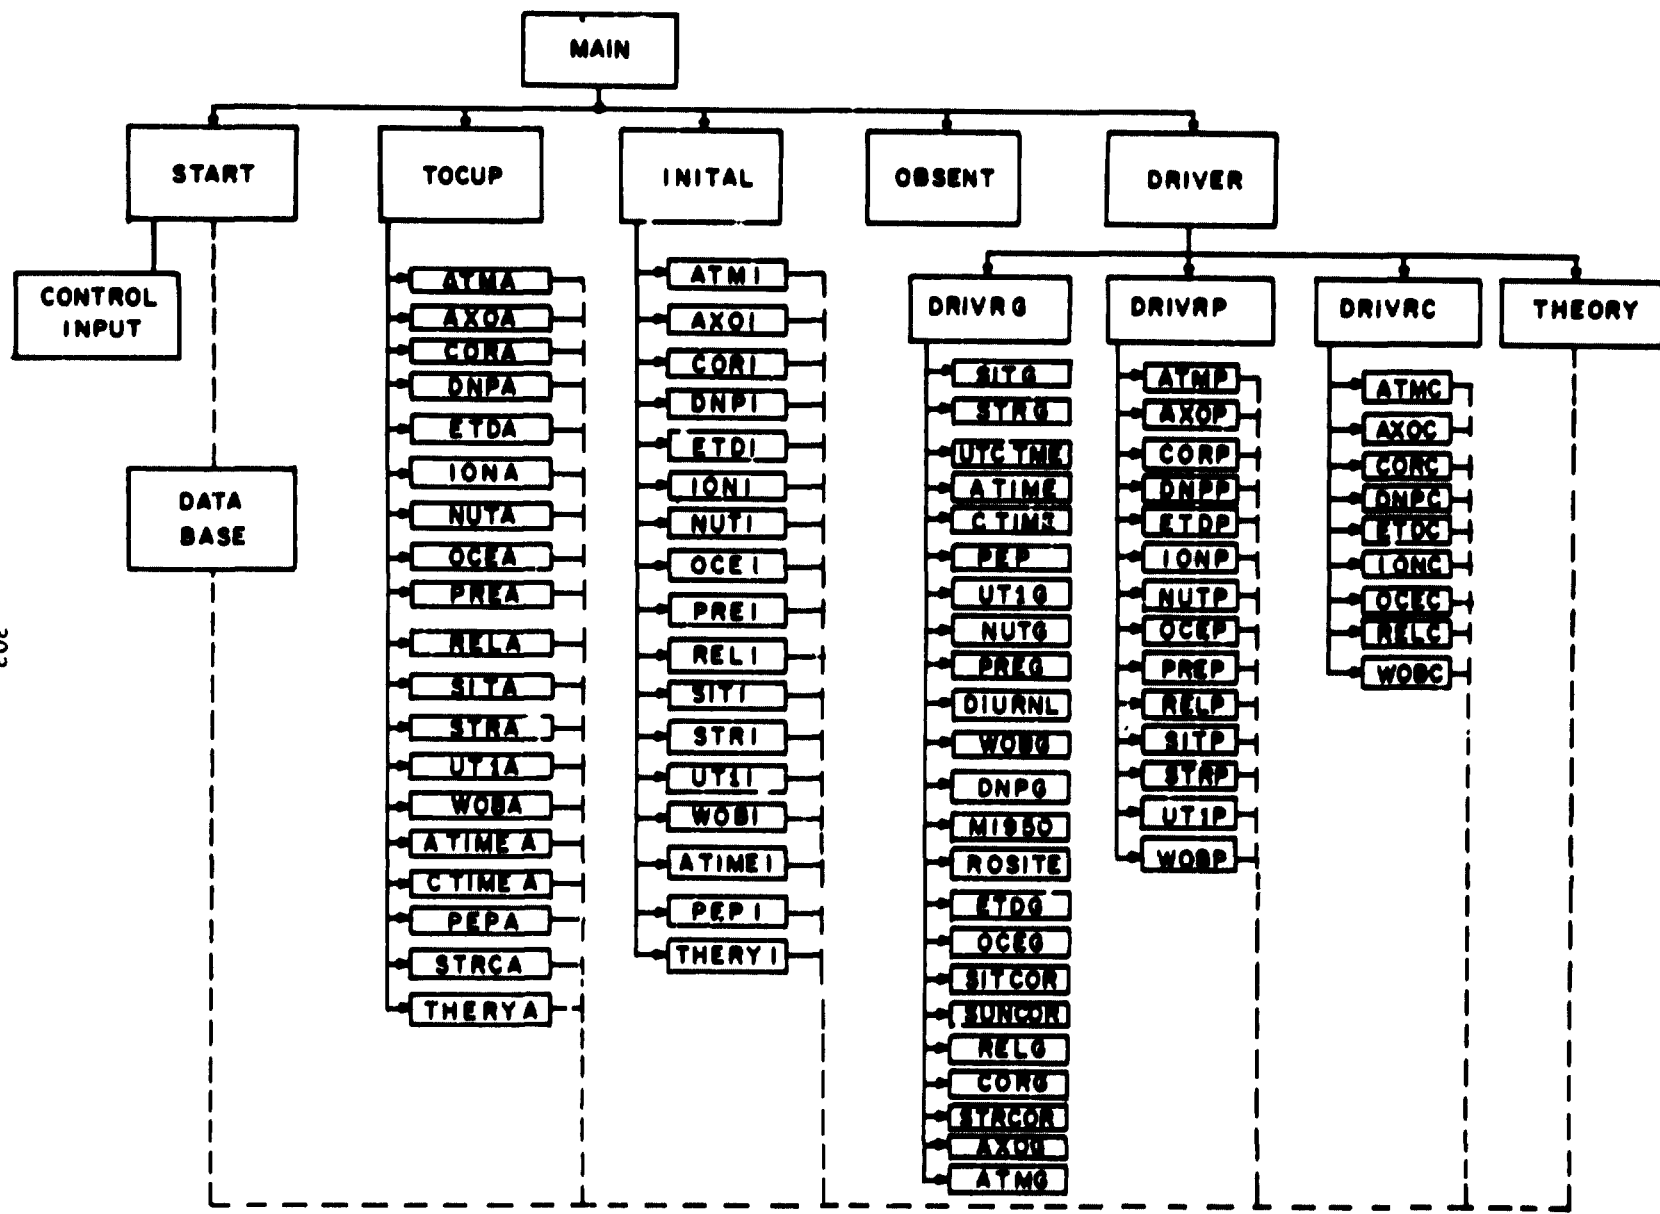 MAIN
START
TOCUP
INITAL
OBSENT
DRIVER
CONTROL
INPUT
DATA
BASE
ATMA
AXOA
CORA
DNPA
ETDA
IONA
NUTA
OCEA
PREA
RELA
SITA
STRA
UT1A
WOBA
ATIMEA
CTIMEA
PEPA
STRCA
THERYA
ATMI
AXOI
CORI
DNPI
ETDI
IONI
NUTI
OCEI
PREI
RELI
SITI
STRI
UT1I
WOBI
ATIMEI
PEPI
THERYI
DRIVRG
SITG
STRG
UTCTME
ATIME
PEP
UT1G
NUTG
PREG
DIURNL
WOBG
DNPG
M1950
ROSITE
ETDG
OCEG
SITCOR
SUNCOR
RELG
CORG
STRCOR
AXOG
ATMG
DRIVRP
ATMP
AXOP
CORP
DNPP
ETDP
IONP
NUTP
OCEP
PREP
RELP
SITP
STRP
UT1P
WOBP
DRIVRC
ATMC
AXOC
CORC
DNPC
ETDC
IONC
OCEC
RELC
WOBC
THEORY